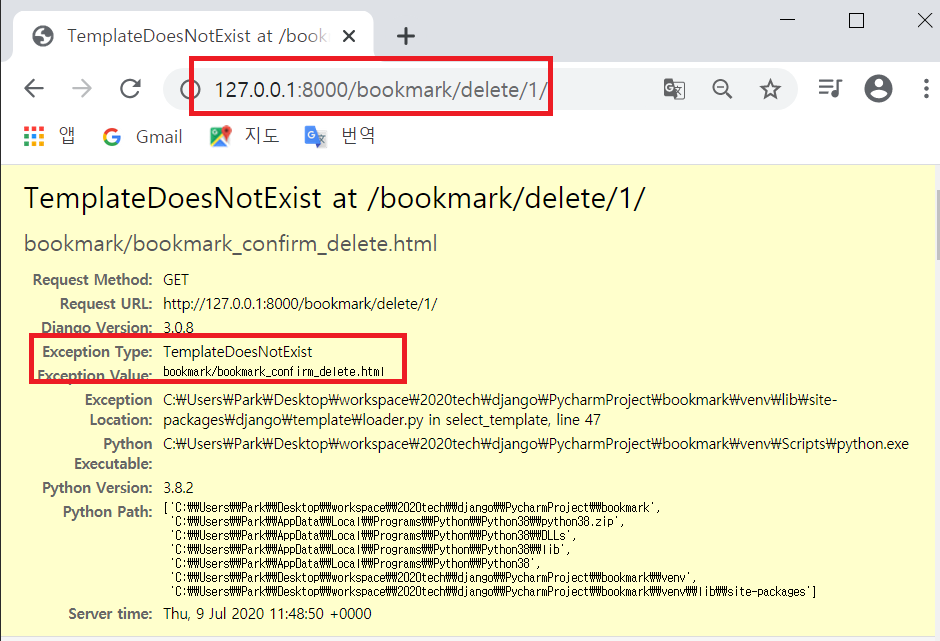 TemplateDoesNotExist at /book
127.0.0.1:8000/bookmark/delete/1/
앱 Gmail 지도 번역
TemplateDoesNotExist at /bookmark/delete/1/
bookmark/bookmark_confirm_delete.html
Request Method: GET
Request URL: http://127.0.0.1:8000/bookmark/delete/1/
Django Version: 3.0.8
Exception Type: TemplateDoesNotExist
Exception Value: bookmark/bookmark_confirm_delete.html
Exception C:₩Users₩Park₩Desktop₩workspace₩2020tech₩django₩PycharmProject₩bookmark₩venv₩lib₩site-
Location: packages₩django₩template₩loader.py in select_template, line 47
Python C:₩Users₩Park₩Desktop₩workspace₩2020tech₩django₩PycharmProject₩bookmark₩venv₩Scripts₩python.exe
Executable:
Python Version: 3.8.2
Python Path: ['C:₩₩Users₩₩Park₩₩Desktop₩₩workspace₩₩2020tech₩₩django₩₩PycharmProject₩₩bookmark',
'C:₩₩Users₩₩Park₩₩AppData₩₩Local₩₩Programs₩₩Python₩₩Python38₩₩python38.zip',
'C:₩₩Users₩₩Park₩₩AppData₩₩Local₩₩Programs₩₩Python₩₩Python38₩₩DLLs',
'C:₩₩Users₩₩Park₩₩AppData₩₩Local₩₩Programs₩₩Python₩₩Python38₩₩lib',
'C:₩₩Users₩₩Park₩₩AppData₩₩Local₩₩Programs₩₩Python₩₩Python38',
'C:₩₩Users₩₩Park₩₩Desktop₩₩workspace₩₩2020tech₩₩django₩₩PycharmProject₩₩bookmark₩₩venv',
'C:₩₩Users₩₩Park₩₩Desktop₩₩workspace₩₩2020tech₩₩django₩₩PycharmProject₩₩bookmark₩₩venv₩₩lib₩₩site-packages']
Server time: Thu, 9 Jul 2020 11:48:50 +0000